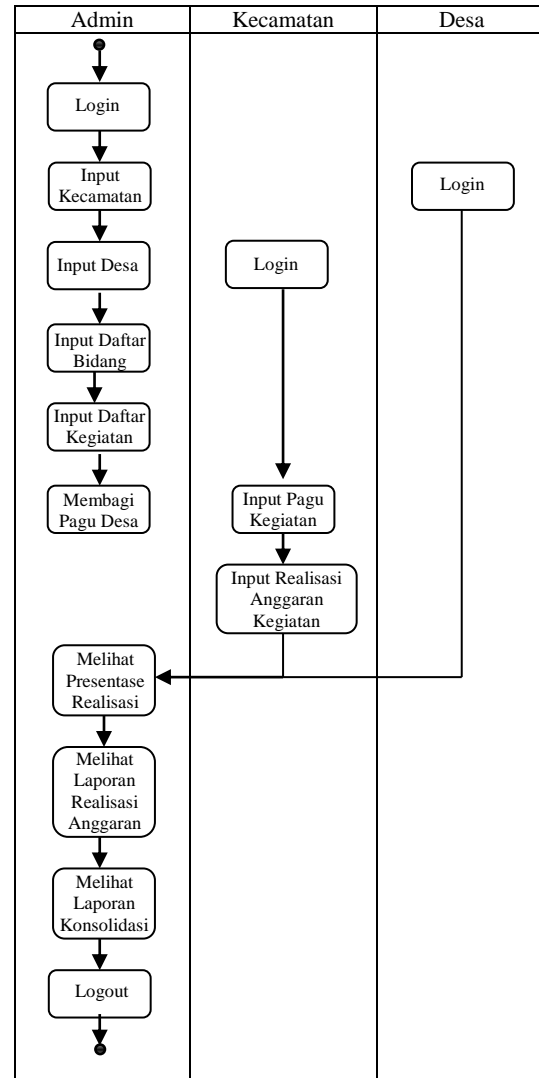 Admin
Kecamatan
Desa
Login
Input
Kecamatan
Login
Input Desa
Login
Input Daftar
Bidang
Input Daftar
Kegiatan
Membagi
Pagu Desa
Input Pagu
Kegiatan
Input Realisasi
Anggaran
Kegiatan
Melihat
Presentase
Realisasi
Melihat
Laporan
Realisasi
Anggaran
Melihat
Laporan
Konsolidasi
Logout